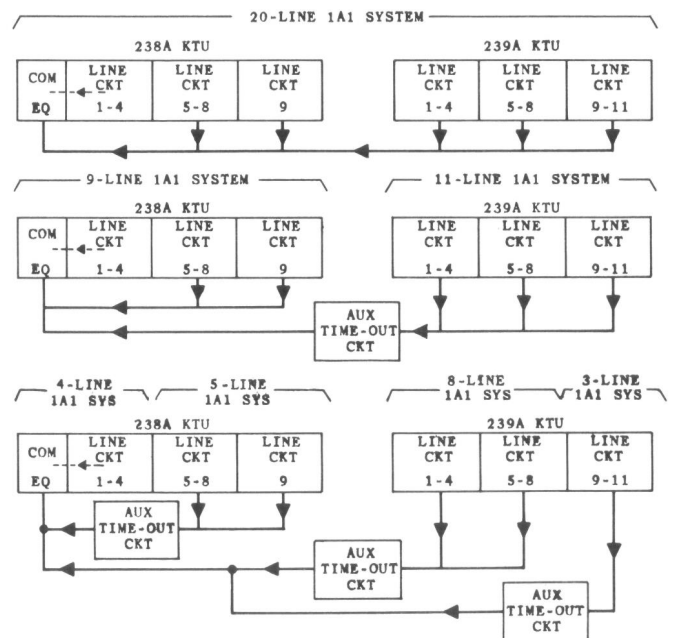 20-LINE 1A1 SYSTEM
238A KTU
239A KTU
COM
EQ
LINE
CKT
1-4
LINE
CKT
5-8
LINE
CKT
9
LINE
CKT
1-4
LINE
CKT
5-8
LINE
CKT
9-11
9-LINE 1A1 SYSTEM
11-LINE 1A1 SYSTEM
238A KTU
239A KTU
COM
EQ
LINE
CKT
1-4
LINE
CKT
5-8
LINE
CKT
9
LINE
CKT
1-4
LINE
CKT
5-8
LINE
CKT
9-11
AUX
TIME-OUT
CKT
4-LINE
1A1 SYS
5-LINE
1A1 SYS
8-LINE
1A1 SYS
3-LINE
1A1 SYS
238A KTU
239A KTU
COM
EQ
LINE
CKT
1-4
LINE
CKT
5-8
LINE
CKT
9
LINE
CKT
1-4
LINE
CKT
5-8
LINE
CKT
9-11
AUX
TIME-OUT
CKT
AUX
TIME-OUT
CKT
AUX
TIME-OUT
CKT